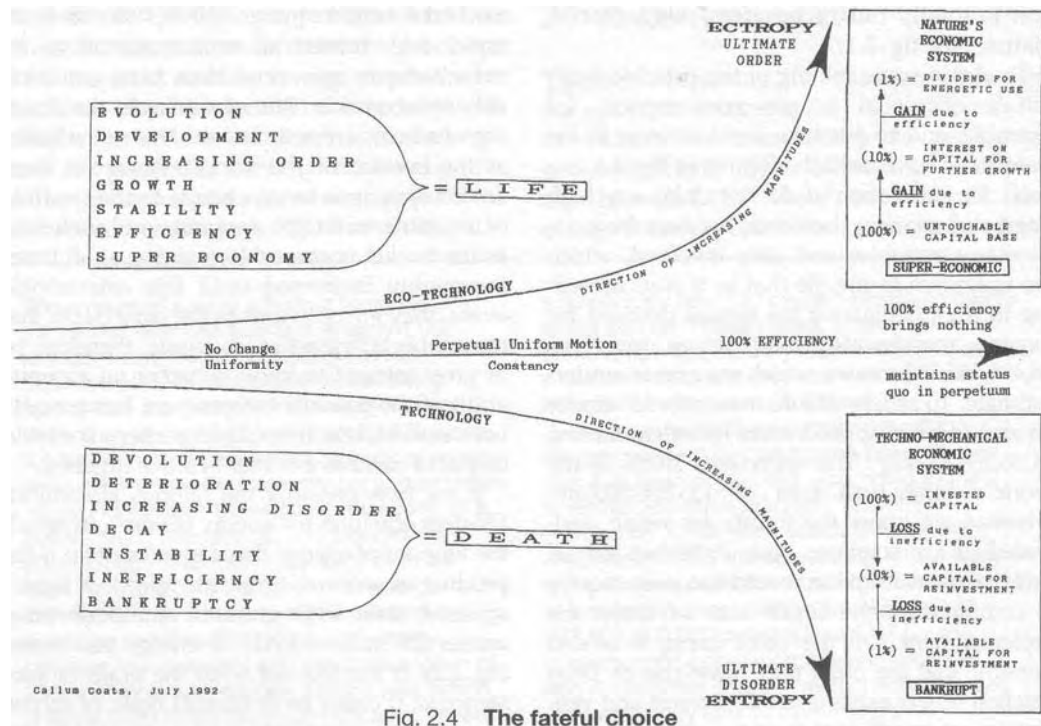 EVOLUTION
DEVELOPMENT
INCREASING ORDER
GROWTH
STABILITY
EFFICIENCY
SUPER-ECONOMY
= LIFE
ECTROPY
ULTIMATE
ORDER
ECO-TECHNOLOGY
DIRECTION OF INCREASING
MAGNITUDES
NATURE'S
ECONOMIC
SYSTEM
(1%) = INITIATING
ENERGETIC USE
GAIN due to
efficiency
(10%) = INTEREST ON
CAPITAL FOR
FURTHER GROWTH
GAIN due to
efficiency
(100%) = UNTOUCHABLE
CAPITAL BASE
SUPER-ECONOMIC
No Change
Uniformity
Perpetual Uniform Motion
Constancy
100% EFFICIENCY
100% efficiency
brings nothing
maintains status
quo in perpetuum
TECHNOLOGY
DIRECTION OF INCREASING
MAGNITUDES
DEVOLUTION
DETERIORATION
INCREASING DISORDER
DECAY
INSTABILITY
INEFFICIENCY
BANKRUPTCY
= DEATH
ULTIMATE
DISORDER
ENTROPY
TECHNO-MECHANICAL
ECONOMIC
SYSTEM
(100%) = INVESTED
CAPITAL
LOSS due to
inefficiency
(10%) = AVAILABLE
CAPITAL FOR
REINVESTMENT
LOSS due to
inefficiency
(1%) = AVAILABLE
CAPITAL FOR
REINVESTMENT
BANKRUPT
Callum Coats, July 1992
Fig. 2.4 The fateful choice